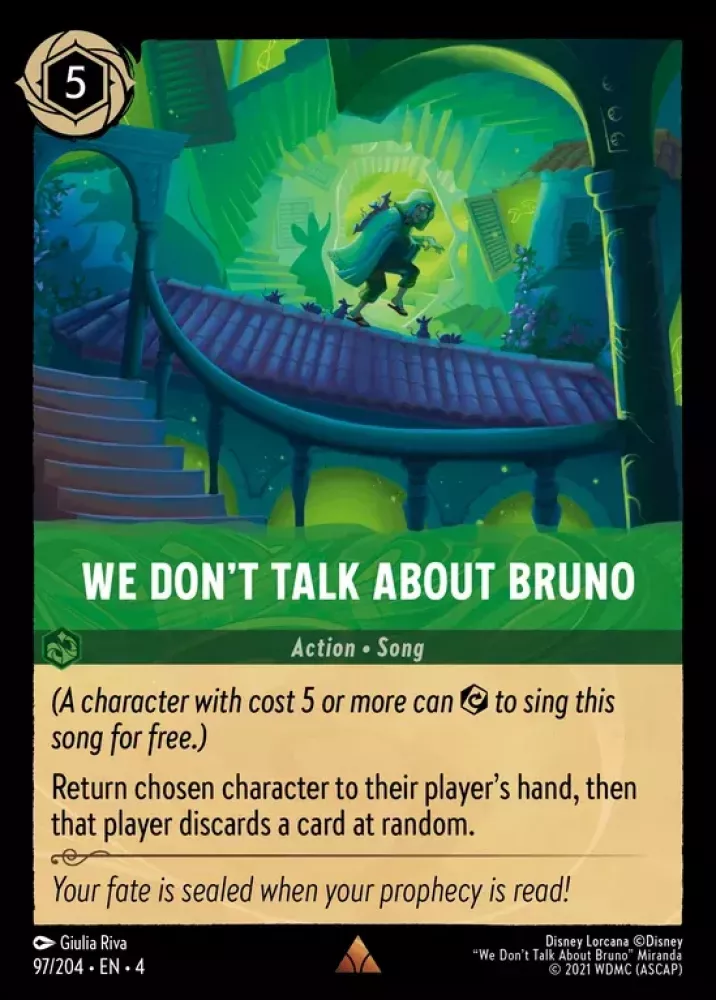 5
WE DON'T TALK ABOUT BRUNO
Action • Song
(A character with cost 5 or more can to sing this
song for free.)
Return chosen character to their player's hand, then
that player discards a card at random.
Your fate is sealed when your prophecy is read!
Giulia Riva
97/204 • EN • 4
Disney Lorcana ©Disney
“We Don't Talk About Bruno” Miranda
© 2021 WDMC (ASCAP)